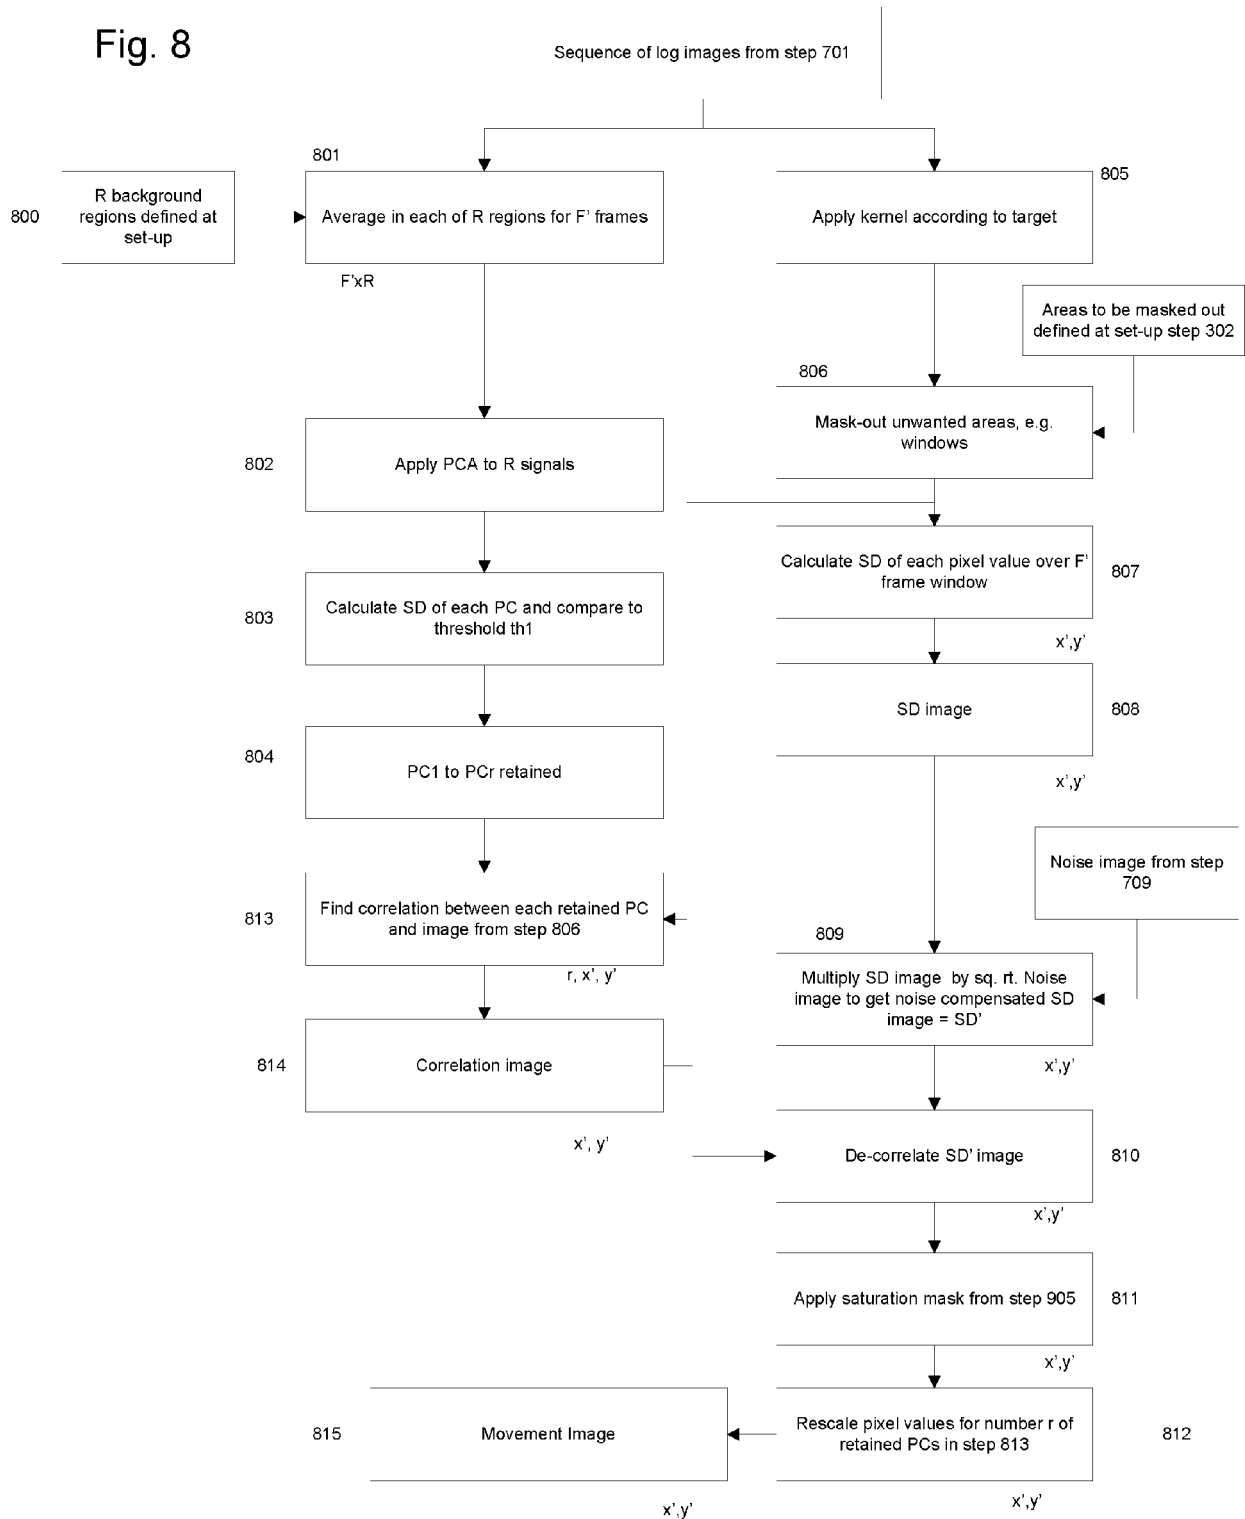 Fig. 8
Sequence of log images from step 701
801
805
800
R background
regions defined at
set-up
Average in each of R regions for F' frames
Apply kernel according to target
F'xR
Areas to be masked out
defined at set-up step 302
806
Mask-out unwanted areas, e.g.
windows
802
Apply PCA to R signals
Calculate SD of each pixel value over F'
frame window
807
803
Calculate SD of each PC and compare to
threshold th1
x',y'
SD image
808
804
PC1 to PCr retained
x',y'
Noise image from step
709
813
Find correlation between each retained PC
and image from step 806
809
r, x', y'
Multiply SD image  by sq. rt. Noise
image to get noise compensated SD
image = SD'
814
Correlation image
x',y'
x', y'
De-correlate SD' image
810
x',y'
Apply saturation mask from step 905
811
x',y'
815
Movement Image
Rescale pixel values for number r of
retained PCs in step 813
812
x',y'
x',y'